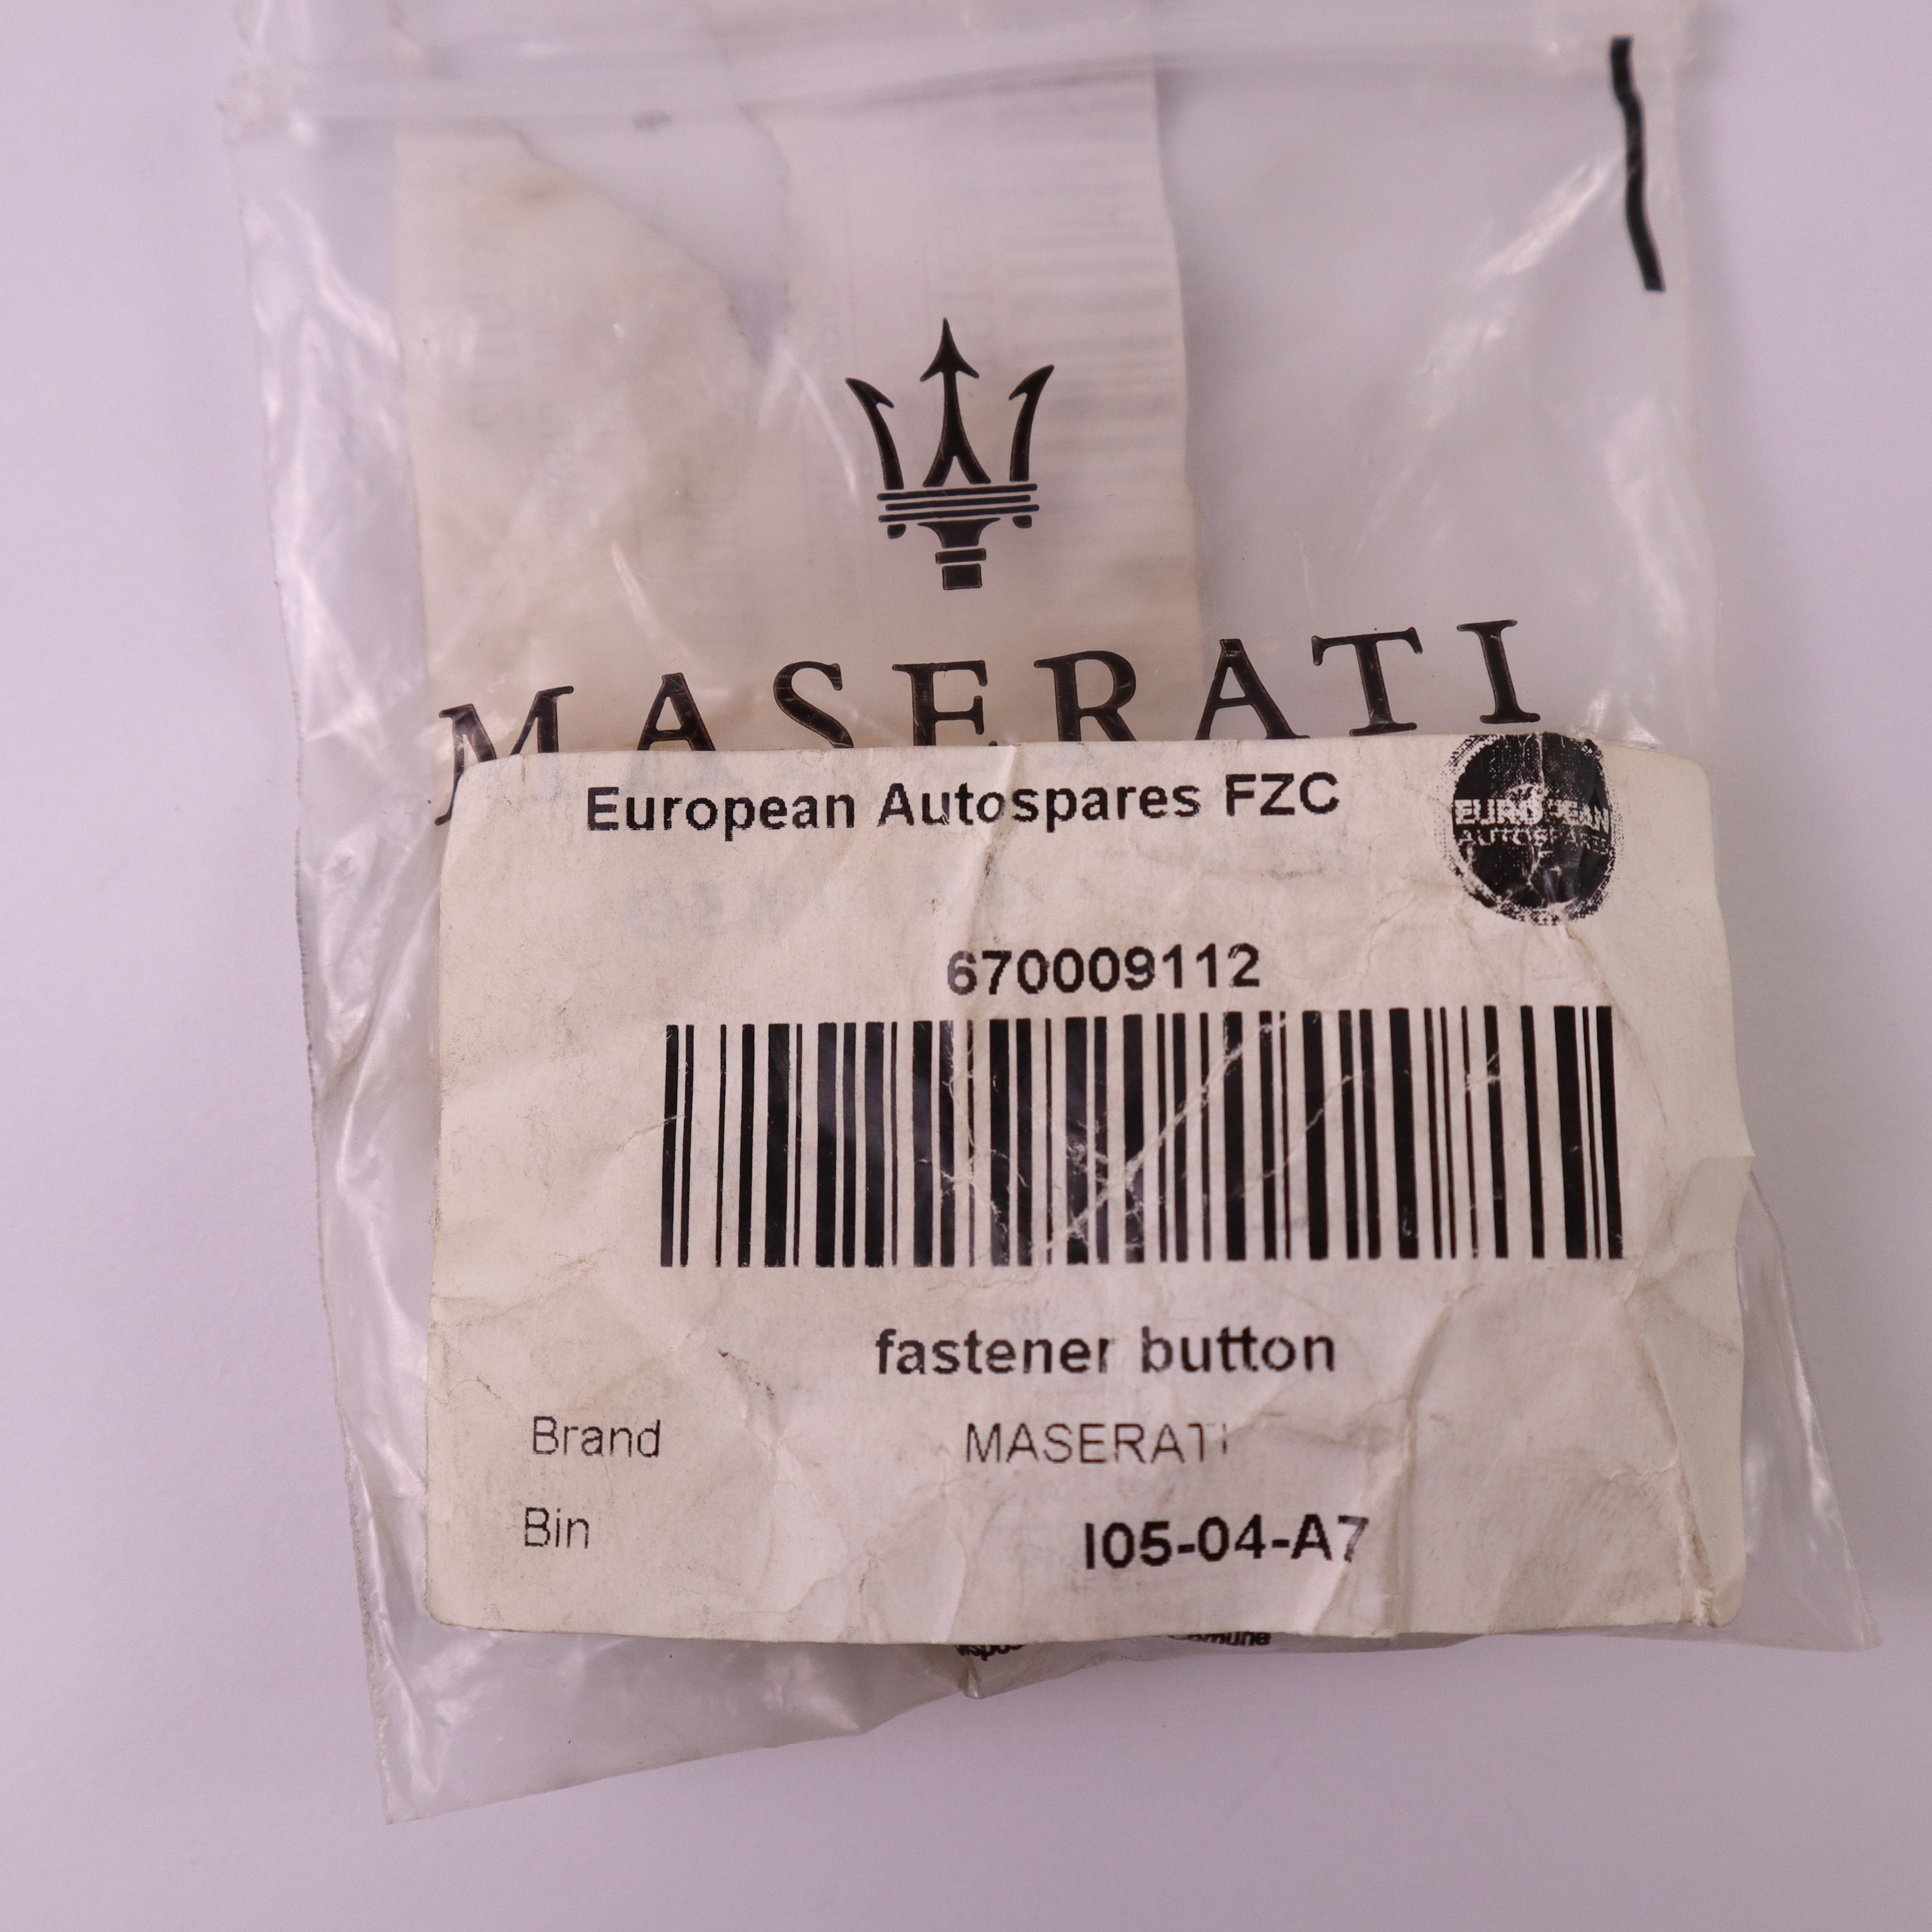 MASERATI
European Autospares FZC
EUROPEAN
AUTOSPARES
670009112
fastener button
Brand MASERATI
Bin I05-04-A7